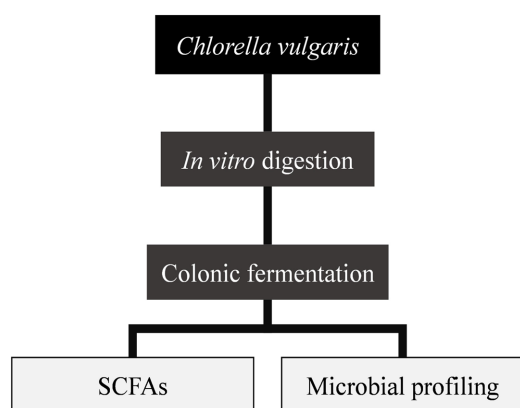 Chlorella vulgaris
In vitro digestion
Colonic fermentation
SCFAs
Microbial profiling